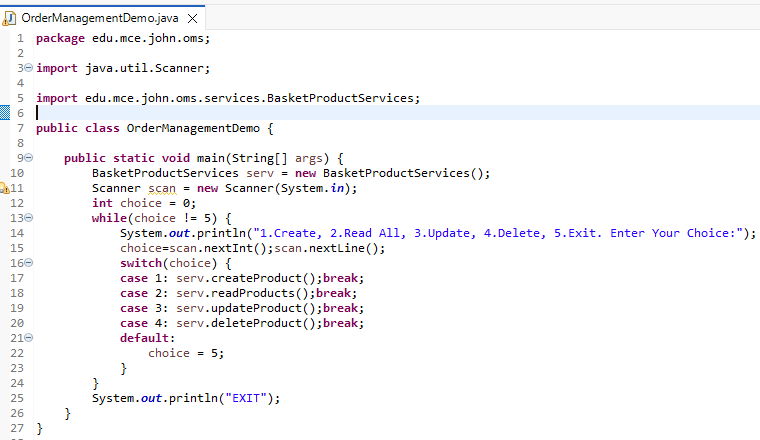 OrderManagementDemo.java
1 package edu.mce.john.oms;
2
3 import java.util.Scanner;
4
5 import edu.mce.john.oms.services.BasketProductServices;
6
7 public class OrderManagementDemo {
8
9     public static void main(String[] args) {
10         BasketProductServices serv = new BasketProductServices();
11         Scanner scan = new Scanner(System.in);
12         int choice = 0;
13         while(choice != 5) {
14             System.out.println("1.Create, 2.Read All, 3.Update, 4.Delete, 5.Exit. Enter Your Choice:");
15             choice=scan.nextInt();scan.nextLine();
16             switch(choice) {
17             case 1: serv.createProduct();break;
18             case 2: serv.readProducts();break;
19             case 3: serv.updateProduct();break;
20             case 4: serv.deleteProduct();break;
21             default:
22                 choice = 5;
23             }
24         }
25         System.out.println("EXIT");
26     }
27 }